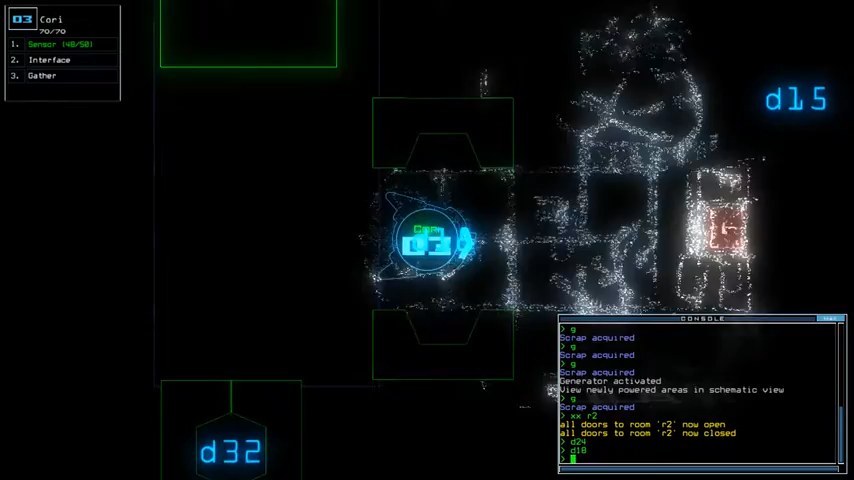 03 Cori
70/70
1. Sensor (48/50)
2. Interface
3. Gather
d15
03
d32
CONSOLE
> g
Scrap acquired
> g
Scrap acquired
> g
Scrap acquired
Generator activated
View newly powered areas in schematic view
> g
Scrap acquired
> xx r2
all doors to room 'r2' now open
all doors to room 'r2' now closed
> d24
> d18
>